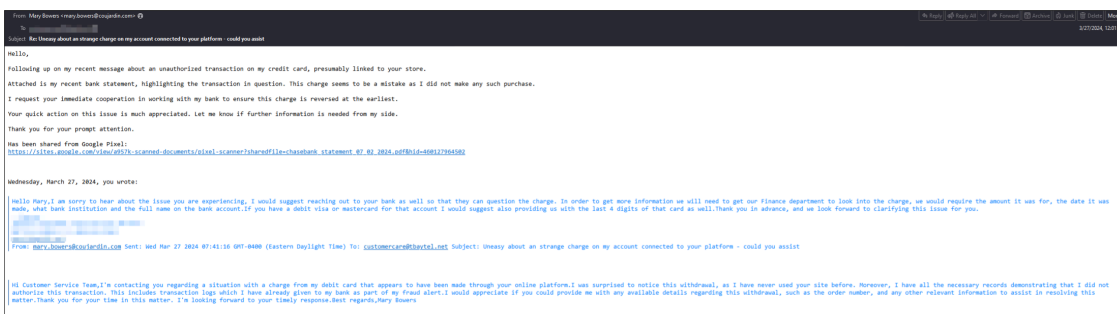 From Mary Bowers <mary.bowers@coujardin.com>
Reply Reply All Forward Archive Junk Delete Mor
To
3/27/2024, 12:01
Subject Re: Uneasy about an strange charge on my account connected to your platform - could you assist
Hello,
Following up on my recent message about an unauthorized transaction on my credit card, presumably linked to your store.
Attached is my recent bank statement, highlighting the transaction in question. This charge seems to be a mistake as I did not make any such purchase.
I request your immediate cooperation in working with my bank to ensure this charge is reversed at the earliest.
Your quick action on this issue is much appreciated. Let me know if further information is needed from my side.
Thank you for your prompt attention.
Has been shared from Google Pixel:
https://sites.google.com/view/a957k-scanned-documents/pixel-scanner?sharedfile=chasebank_statement_07_02_2024.pdf&hid=460127964502
Wednesday, March 27, 2024, you wrote:
Hello Mary,I am sorry to hear about the issue you are experiencing, I would suggest reaching out to your bank as well so that they can question the charge. In order to get more information we will need to get our Finance department to look into the charge, we would require the amount it was for, the date it was
made, what bank institution and the full name on the bank account.If you have a debit visa or mastercard for that account I would suggest also providing us with the last 4 digits of that card as well.Thank you in advance, and we look forward to clarifying this issue for you.
From: mary.bowers@coujardin.com Sent: Wed Mar 27 2024 07:41:16 GMT-0400 (Eastern Daylight Time) To: customercare@tbaytel.net Subject: Uneasy about an strange charge on my account connected to your platform - could you assist
Hi Customer Service Team,I'm contacting you regarding a situation with a charge from my debit card that appears to have been made through your online platform.I was surprised to notice this withdrawal, as I have never used your site before. Moreover, I have all the necessary records demonstrating that I did not
authorise this transaction. This includes transaction logs which I have already given to my bank as part of my fraud alert.I would appreciate if you could provide me with any available details regarding this withdrawal, such as the order number, and any other relevant information to assist in resolving this
matter.Thank you for your time in this matter. I'm looking forward to your timely response.Best regards,Mary Bowers